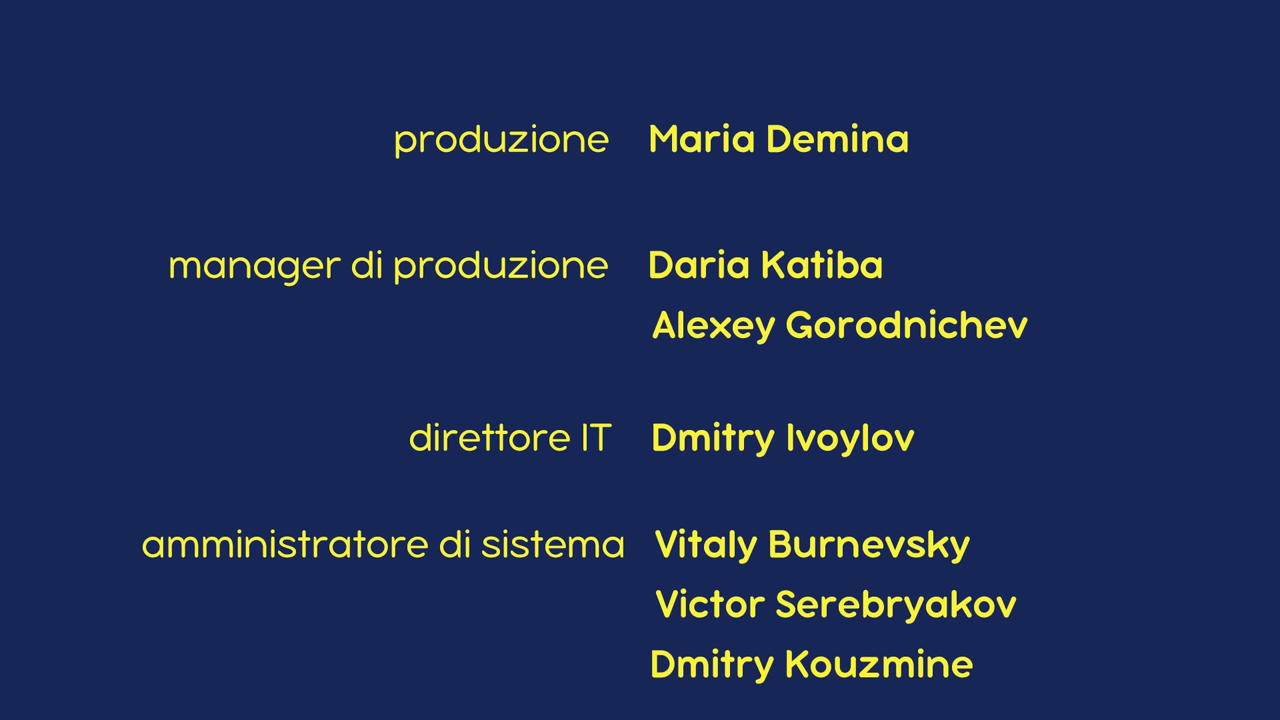 produzione Maria Demina
manager di produzione Daria Katiba
Alexey Gorodnichev
direttore IT Dmitry Ivoylov
amministratore di sistema Vitaly Burnevsky
Victor Serebryakov
Dmitry Kouzmine